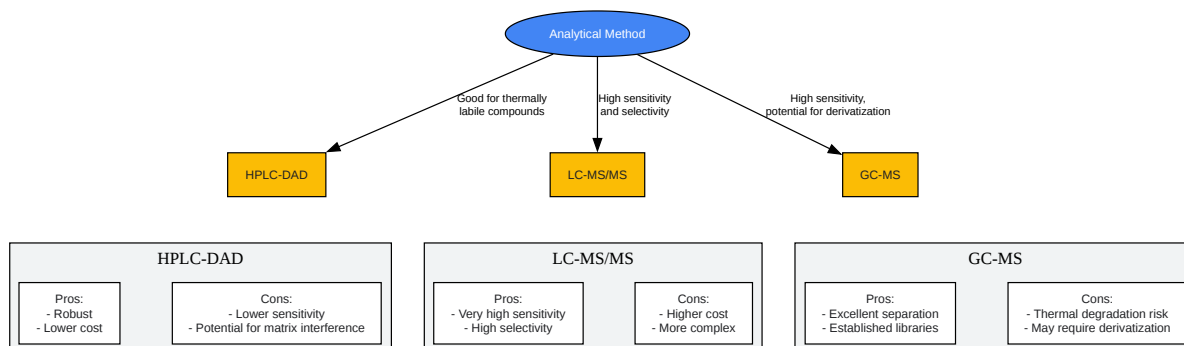 Analytical Method
Good for thermally
labile compounds
High sensitivity
and selectivity
High sensitivity,
potential for derivatization
HPLC-DAD
LC-MS/MS
GC-MS
HPLC-DAD
Pros:
- Robust
- Lower cost
Cons:
- Lower sensitivity
- Potential for matrix interference
LC-MS/MS
Pros:
- Very high sensitivity
- High selectivity
Cons:
- Higher cost
- More complex
GC-MS
Pros:
- Excellent separation
- Established libraries
Cons:
- Thermal degradation risk
- May require derivatization